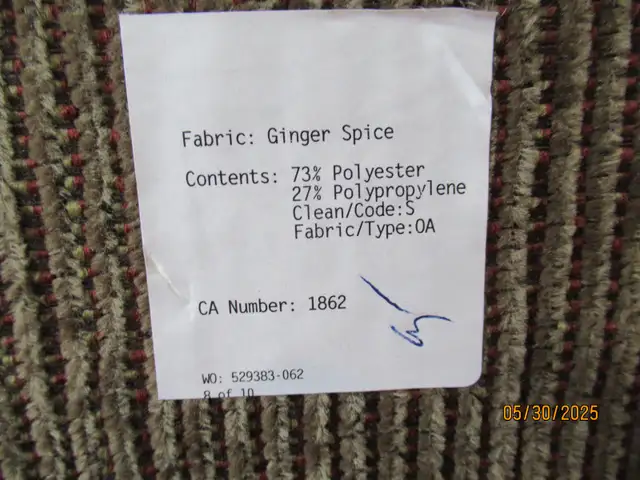 Fabric: Ginger Spice
Contents: 73% Polyester
27% Polypropylene
Clean/Code:S
Fabric/Type:OA
CA Number: 1862
WO: 529383-062
8 of 10
05/30/2025